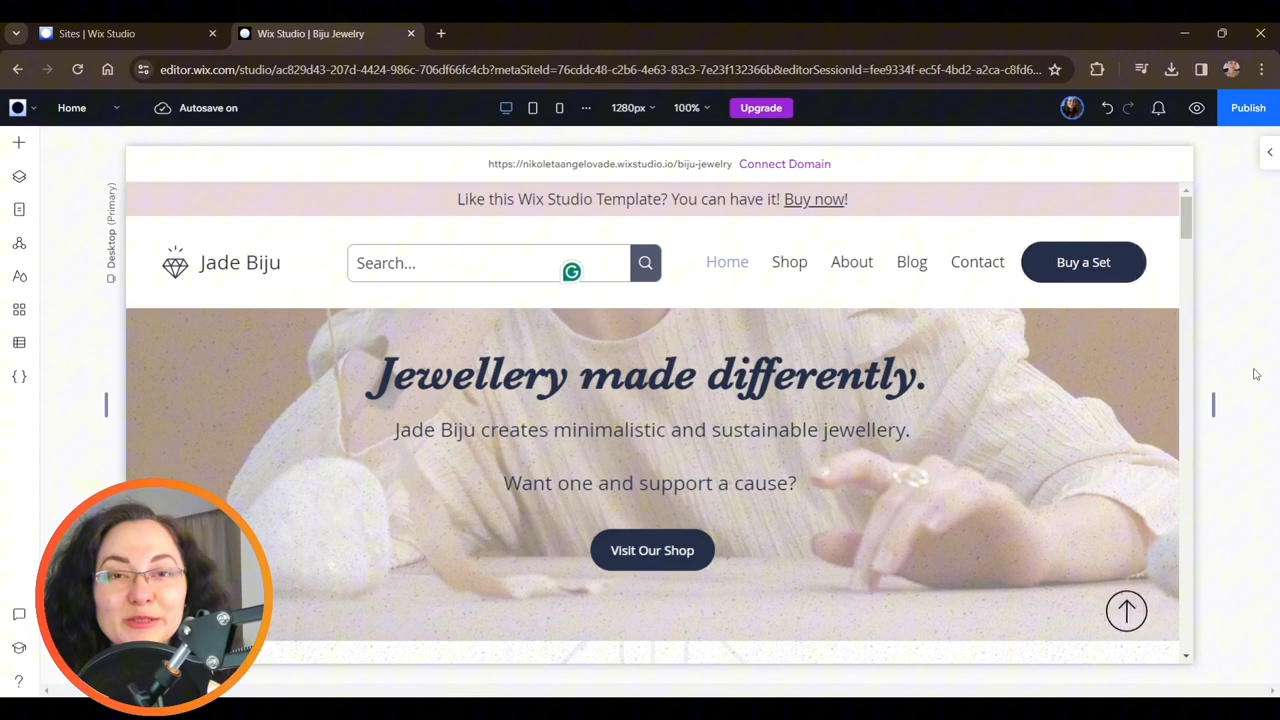 Sites | Wix Studio
Wix Studio | Biju Jewelry
editor.wix.com/studio/ac829d43-207d-4424-986c-706df66fc4cb?metaSiteId=76cddc48-c2b6-4e63-83c3-7e23f132366b&editorSessionId=fee9334f-ec5f-4bd2-a2ca-c8fd6...
Home
Autosave on
1280px
100%
Upgrade
Publish
https://nikoletaangelovade.wixstudio.io/biju-jewelry Connect Domain
Desktop (Primary)
Like this Wix Studio Template? You can have it! Buy now!
Jade Biju
Search...
Home
Shop
About
Blog
Contact
Buy a Set
Jewellery made differently.
Jade Biju creates minimalistic and sustainable jewellery.
Want one and support a cause?
Visit Our Shop